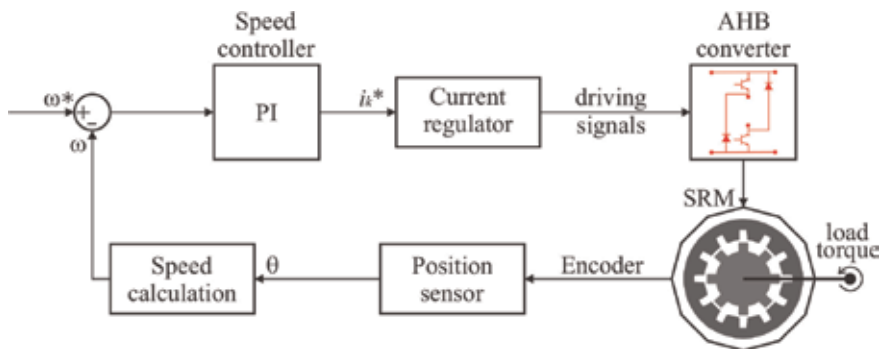 Speed
controller
AHB
converter
ω*
+
-
ω
PI
ik*
Current
regulator
driving
signals
SRM
load
torque
Speed
calculation
θ
Position
sensor
Encoder